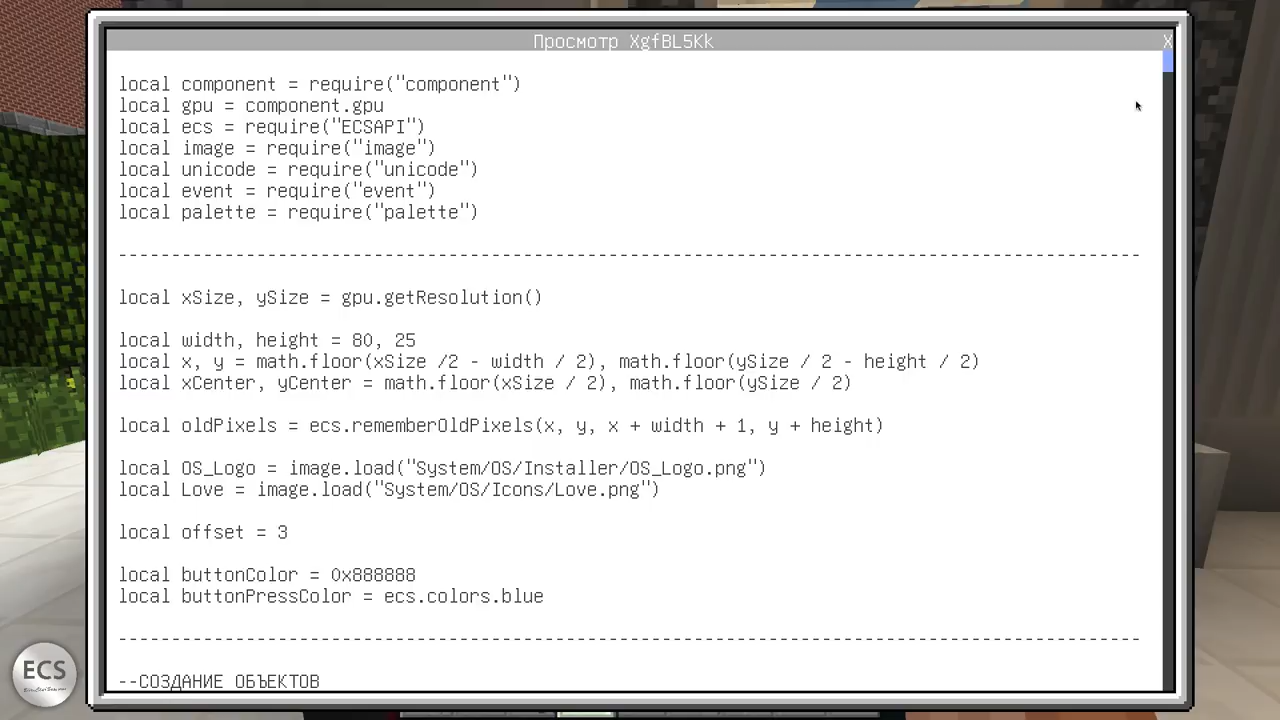 Просмотр XgfBL5Kk
X
local component = require("component")
local gpu = component.gpu
local ecs = require("ECSAPI")
local image = require("image")
local unicode = require("unicode")
local event = require("event")
local palette = require("palette")
------------------------------------------------------------------------------------------------
local xSize, ySize = gpu.getResolution()
local width, height = 80, 25
local x, y = math.floor(xSize /2 - width / 2), math.floor(ySize / 2 - height / 2)
local xCenter, yCenter = math.floor(xSize / 2), math.floor(ySize / 2)
local oldPixels = ecs.rememberOldPixels(x, y, x + width + 1, y + height)
local OS_Logo = image.load("System/OS/Installer/OS_Logo.png")
local Love = image.load("System/OS/Icons/Love.png")
local offset = 3
local buttonColor = 0x888888
local buttonPressColor = ecs.colors.blue
------------------------------------------------------------------------------------------------
--СОЗДАНИЕ ОБЪЕКТОВ
ECS